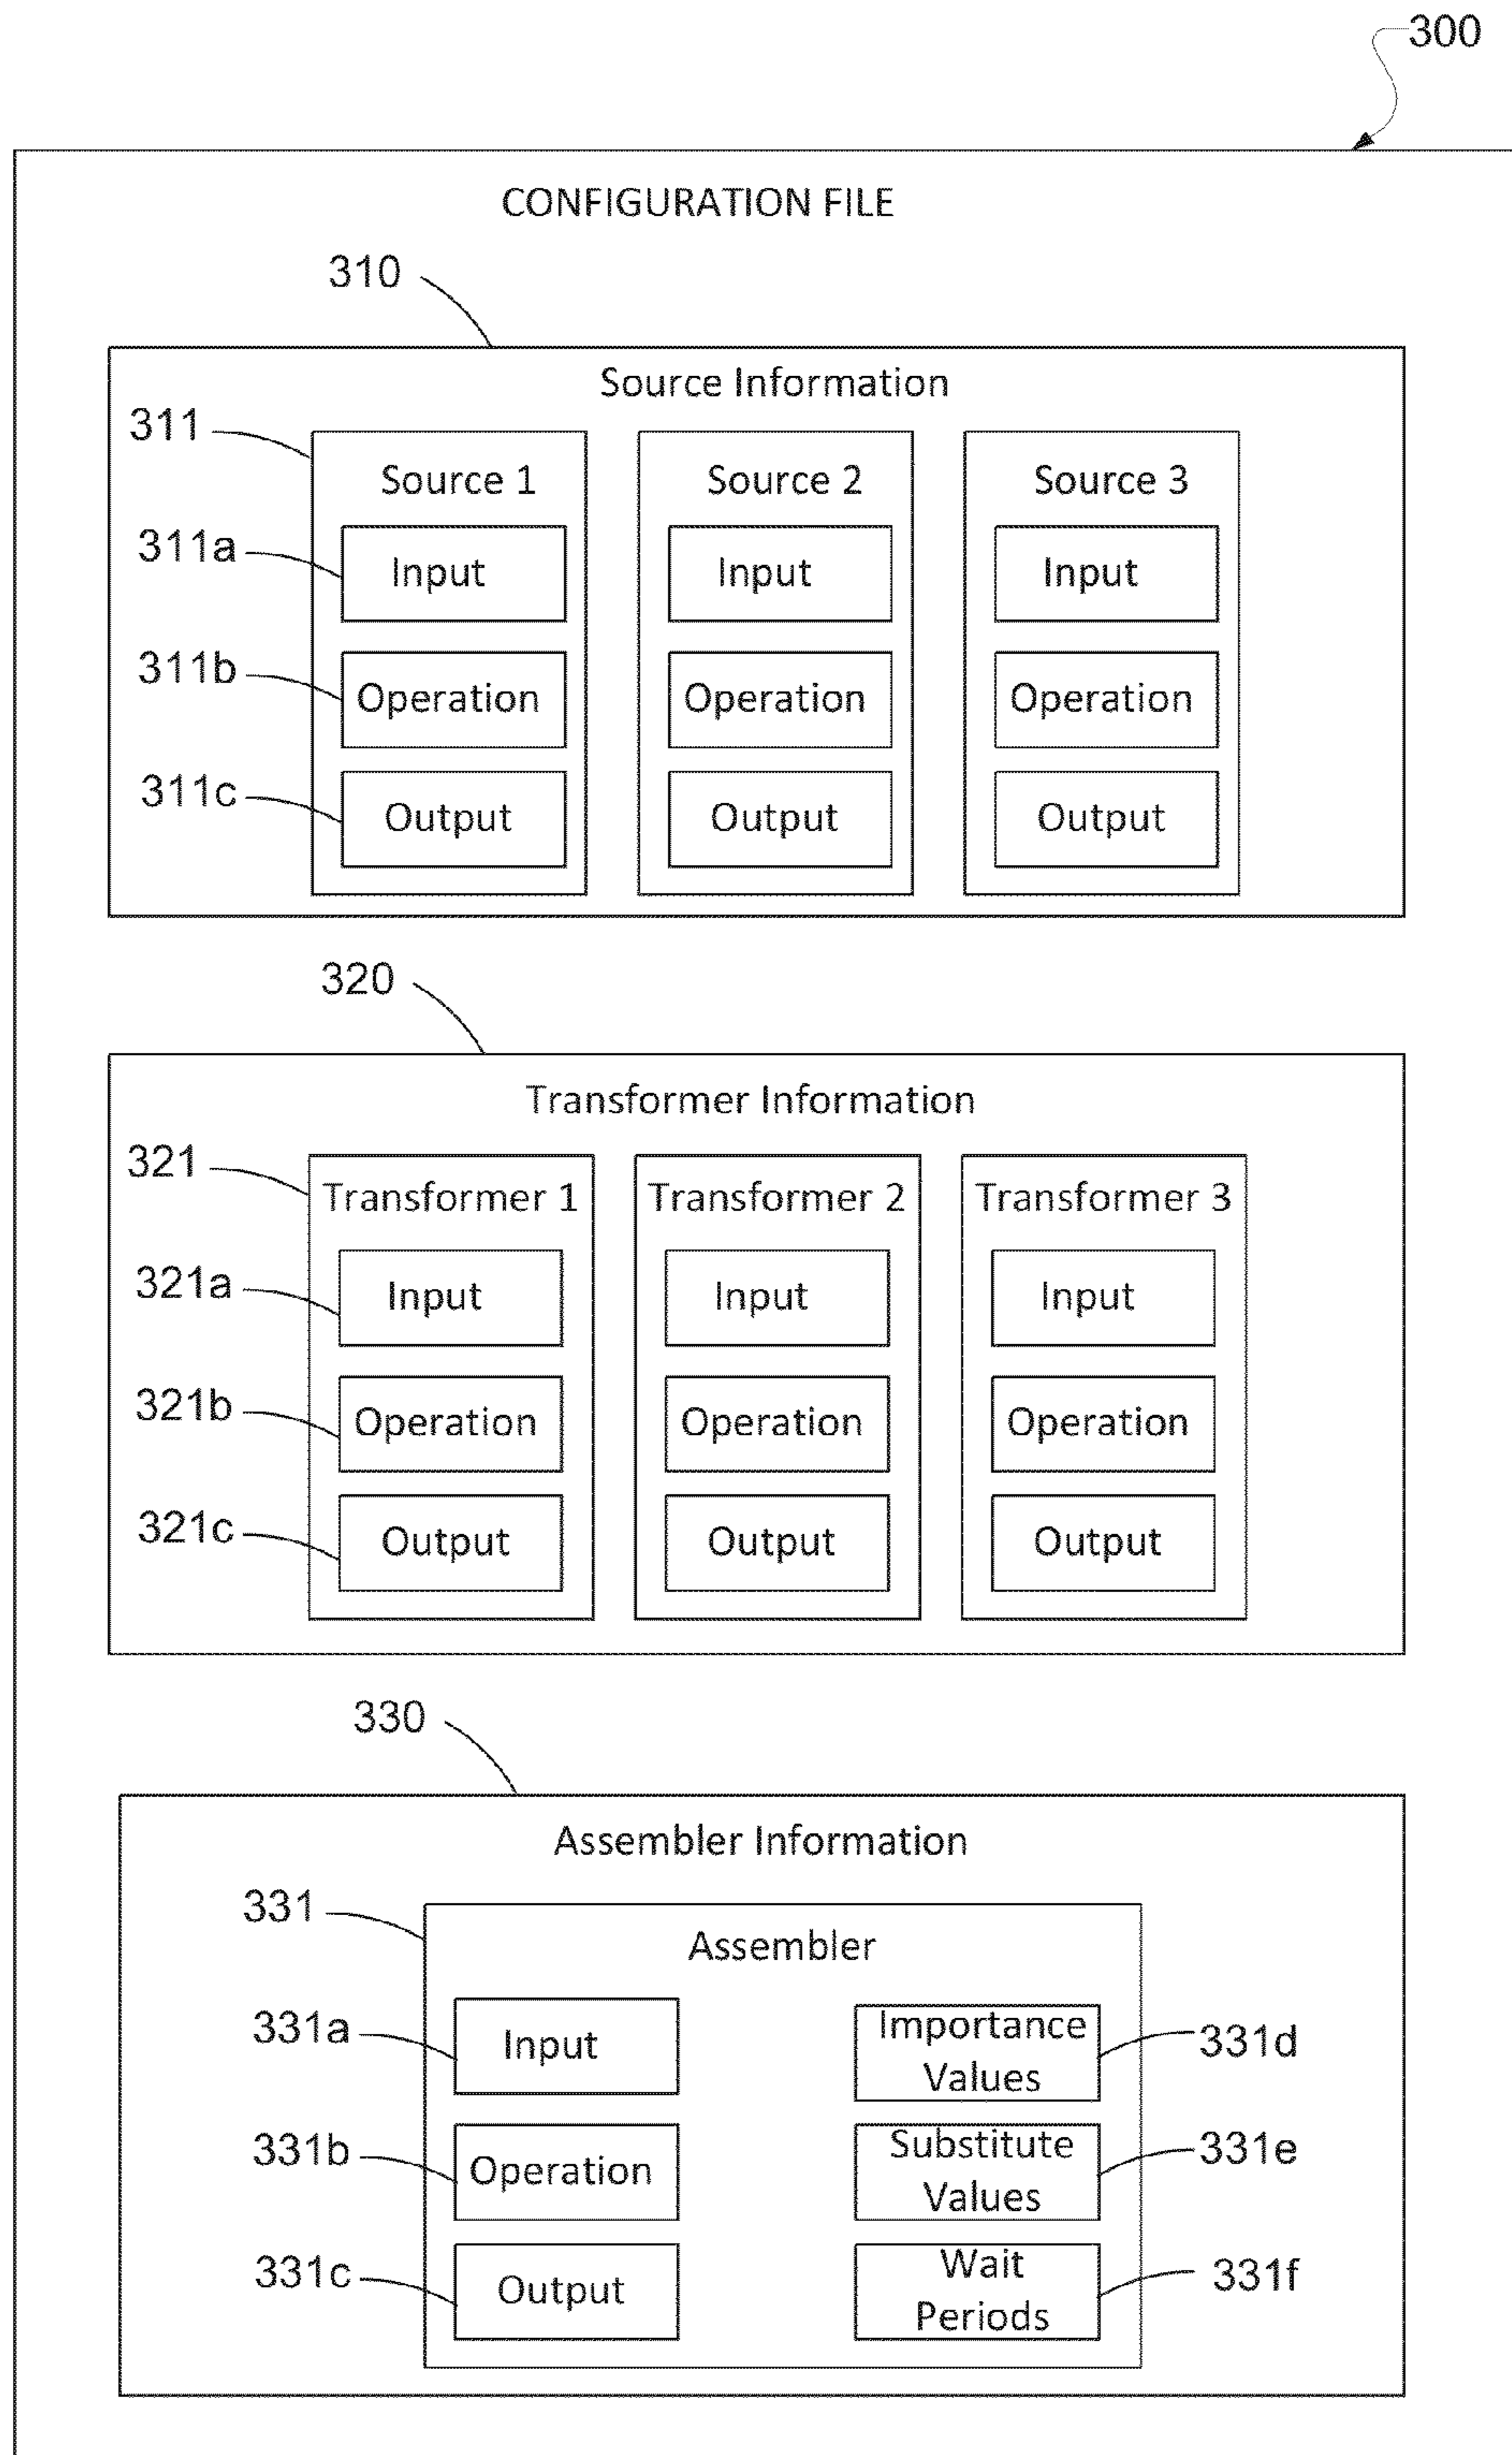 300
CONFIGURATION FILE
310
Source Information
311
Source 1
Source 2
Source 3
311a
Input
Input
Input
311b
Operation
Operation
Operation
311c
Output
Output
Output
320
Transformer Information
321
Transformer 1
Transformer 2
Transformer 3
321a
Input
Input
Input
321b
Operation
Operation
Operation
321c
Output
Output
Output
330
Assembler Information
331
Assembler
331a
Input
Importance
Values
331d
331b
Operation
Substitute
Values
331e
331c
Output
Wait
Periods
331f